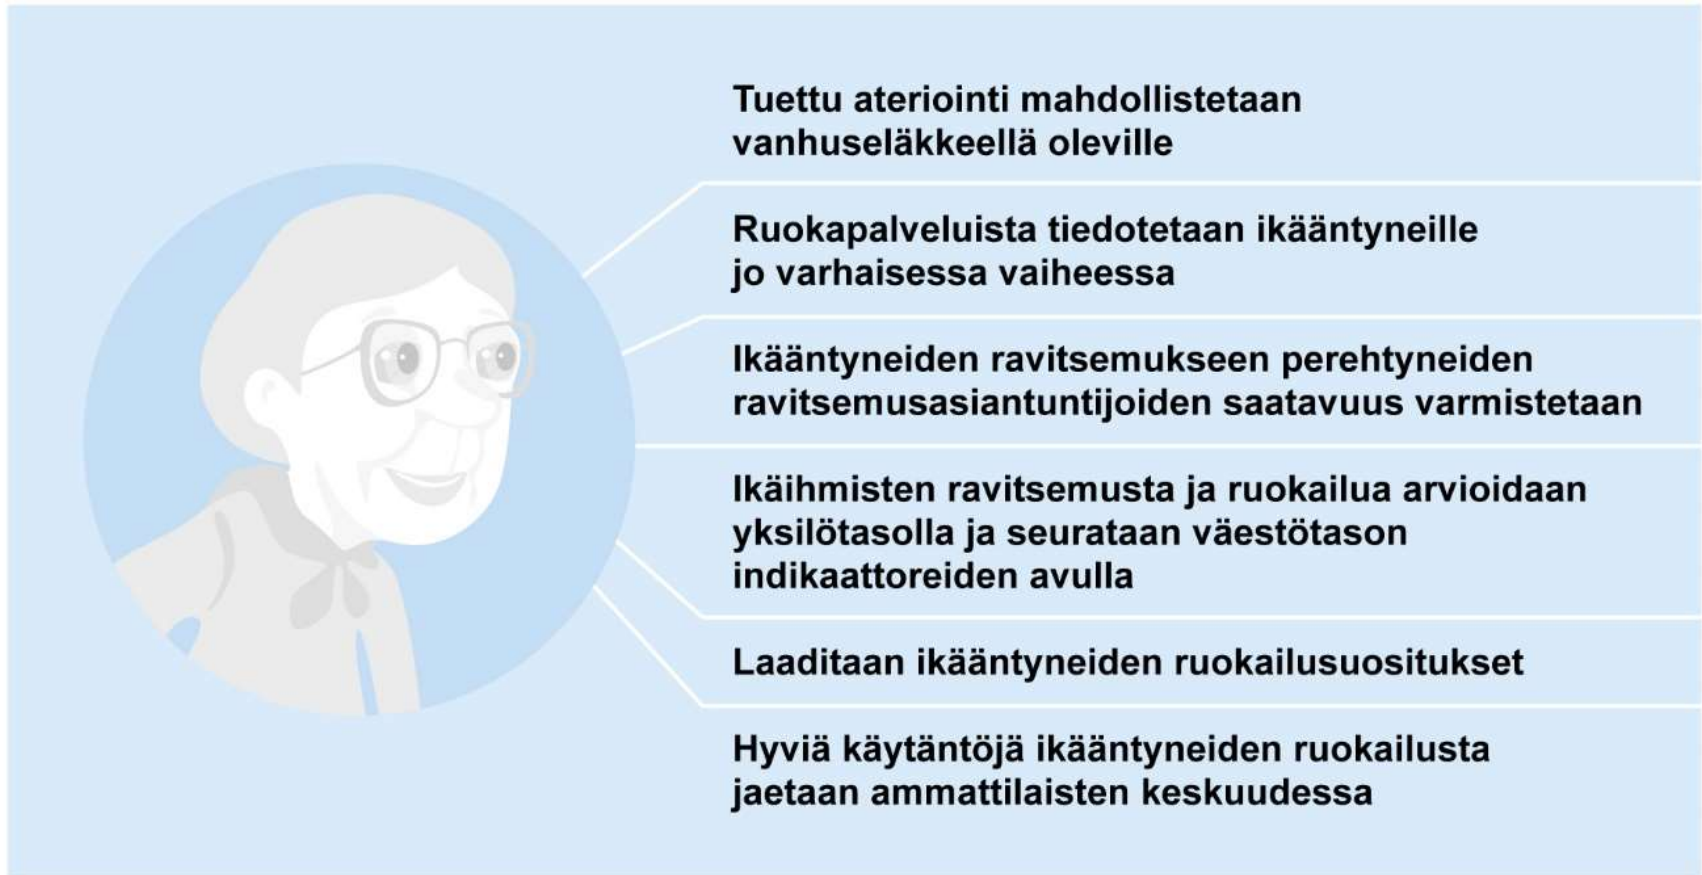 Tuettu ateriointi mahdollistetaan
vanhuseläkkeellä oleville
Ruokapalveluista tiedotetaan ikääntyneille
jo varhaisessa vaiheessa
Ikääntyneiden ravitsemukseen perehtyneiden
ravitsemusasiantuntijoiden saatavuus varmistetaan
Ikäihmisten ravitsemusta ja ruokailua arvioidaan
yksilötasolla ja seurataan väestötason
indikaattoreiden avulla
Laaditaan ikääntyneiden ruokailusuositukset
Hyviä käytäntöjä ikääntyneiden ruokailusta
jaetaan ammattilaisten keskuudessa